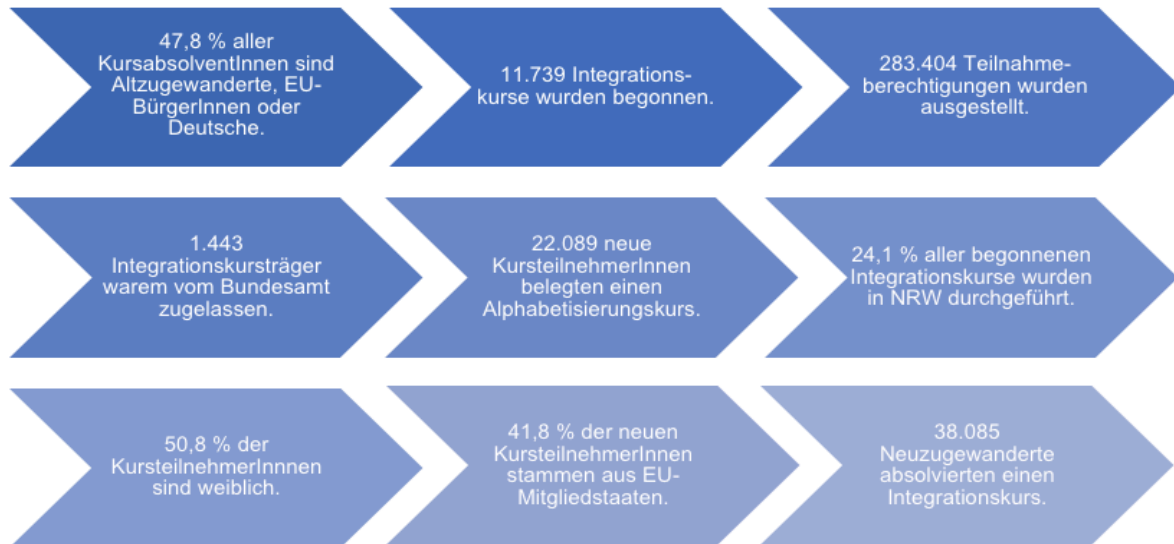 47,8 % aller
KursabsolventInnen sind
Altzugewanderte, EU-
BürgerInnen oder
Deutsche.
11.739 Integrations-
kurse wurden begonnen.
283.404 Teilnahme-
berechtigungen wurden
ausgestellt.
1.443
Integrationskursträger
warem vom Bundesamt
zugelassen.
22.089 neue
KursteilnehmerInnen
belegten einen
Alphabetisierungskurs.
24,1 % aller begonnenen
Integrationskurse wurden
in NRW durchgeführt.
50,8 % der
KursteilnehmerInnnen
sind weiblich.
41,8 % der neuen
KursteilnehmerInnen
stammen aus EU-
Mitgliedstaaten.
38.085
Neuzugewanderte
absolvierten einen
Integrationskurs.